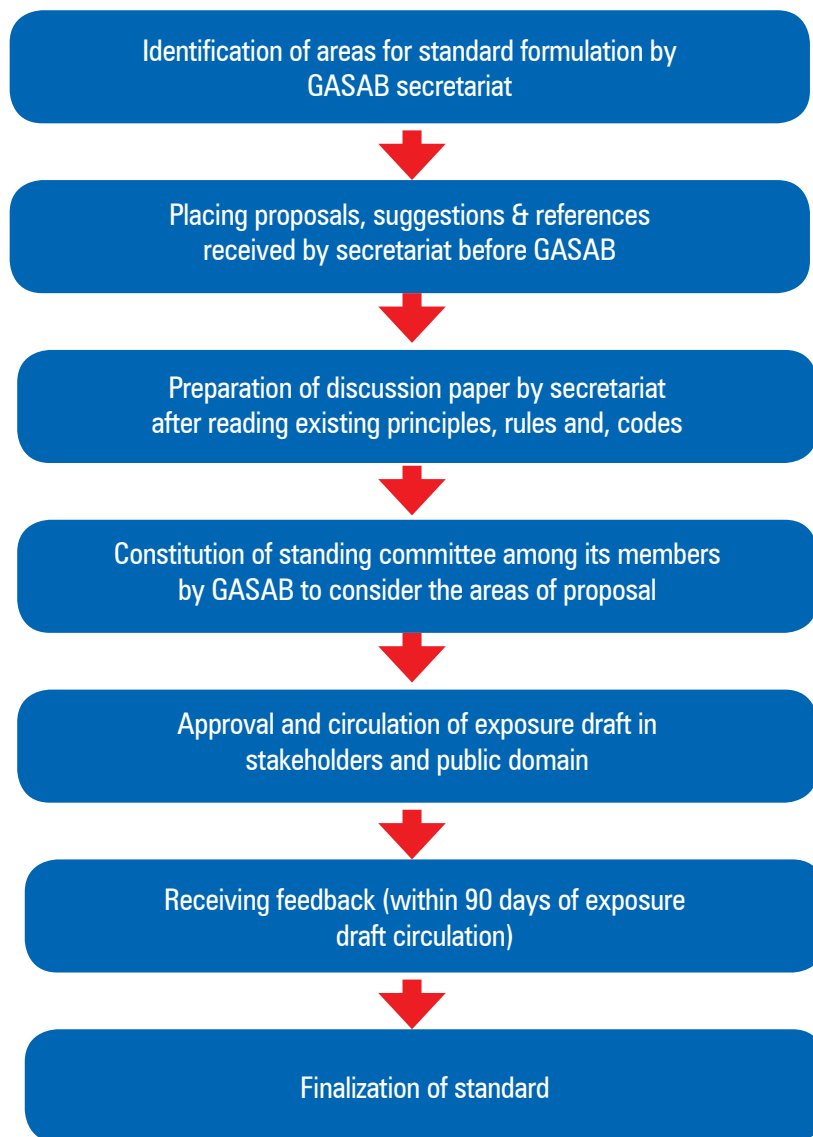 Identification of areas for standard formulation by
GASAB secretariat
Placing proposals, suggestions & references
received by secretariat before GASAB
Preparation of discussion paper by secretariat
after reading existing principles, rules and, codes
Constitution of standing committee among its members
by GASAB to consider the areas of proposal
Approval and circulation of exposure draft in
stakeholders and public domain
Receiving feedback (within 90 days of exposure
draft circulation)
Finalization of standard